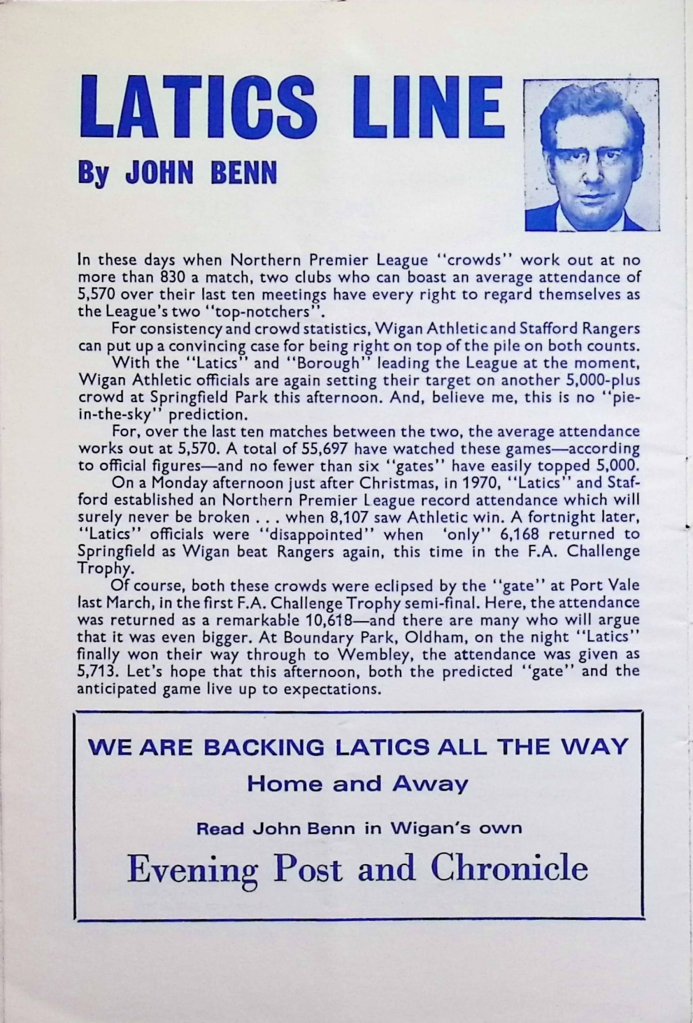 LATICS LINE
By JOHN BENN
In these days when Northern Premier League “crowds” work out at no
more than 830 a match, two clubs who can boast an average attendance of
5,570 over their last ten meetings have every right to regard themselves as
the League’s two “top-notchers”.
For consistency and crowd statistics, Wigan Athletic and Stafford Rangers
can put up a convincing case for being right on top of the pile on both counts.
With the “Latics” and “Borough” leading the League at the moment,
Wigan Athletic officials are again setting their target on another 5,000-plus
crowd at Springfield Park this afternoon. And, believe me, this is no “pie-
in-the-sky” prediction.
For, over the last ten matches between the two, the average attendance
works out at 5,570. A total of 55,697 have watched these games—according
to official figures—and no fewer than six “gates” have easily topped 5,000.
On a Monday afternoon just after Christmas, in 1970, “Latics” and Staf-
ford established an Northern Premier League record attendance which will
surely never be broken . . . when 8,107 saw Athletic win. A fortnight later,
“Latics” officials were “disappointed” when ‘only” 6,168 returned to
Springfield as Wigan beat Rangers again, this time in the F.A. Challenge
Trophy.
Of course, both these crowds were eclipsed by the “gate” at Port Vale
last March, in the first F.A. Challenge Trophy semi-final. Here, the attendance
was returned as a remarkable 10,618—and there are many who will argue
that it was even bigger. At Boundary Park, Oldham, on the night “Latics”
finally won their way through to Wembley, the attendance was given as
5,713. Let’s hope that this afternoon, both the predicted “gate” and the
anticipated game live up to expectations.
WE ARE BACKING LATICS ALL THE WAY
Home and Away
Read John Benn in Wigan’s own
Evening Post and Chronicle